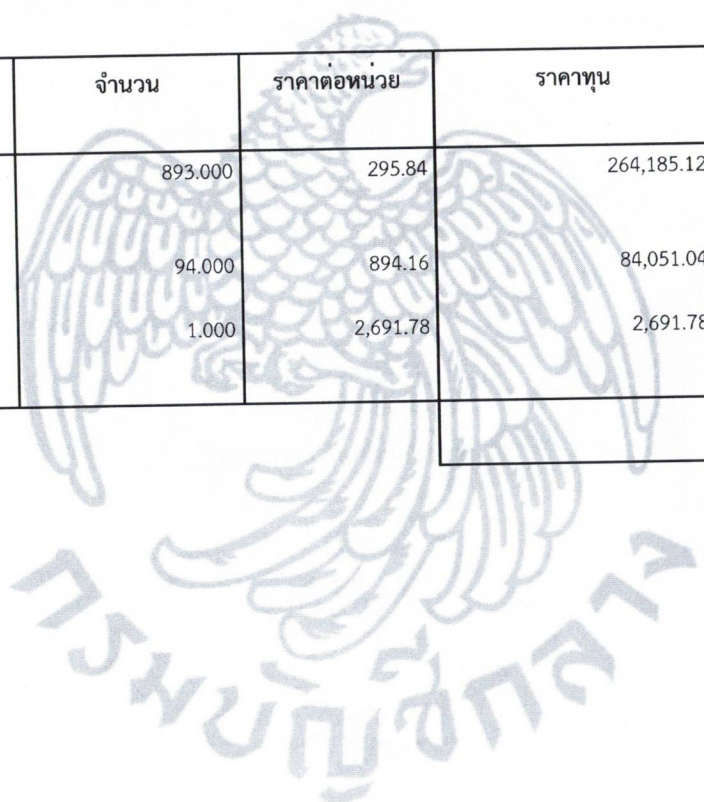 จำนวน ราคาต่อหน่วย ราคาทุน
893.000 295.84 264,185.12
94.000 894.16 84,051.04
1.000 2,691.78 2,691.78
กรมบัญชีกลาง